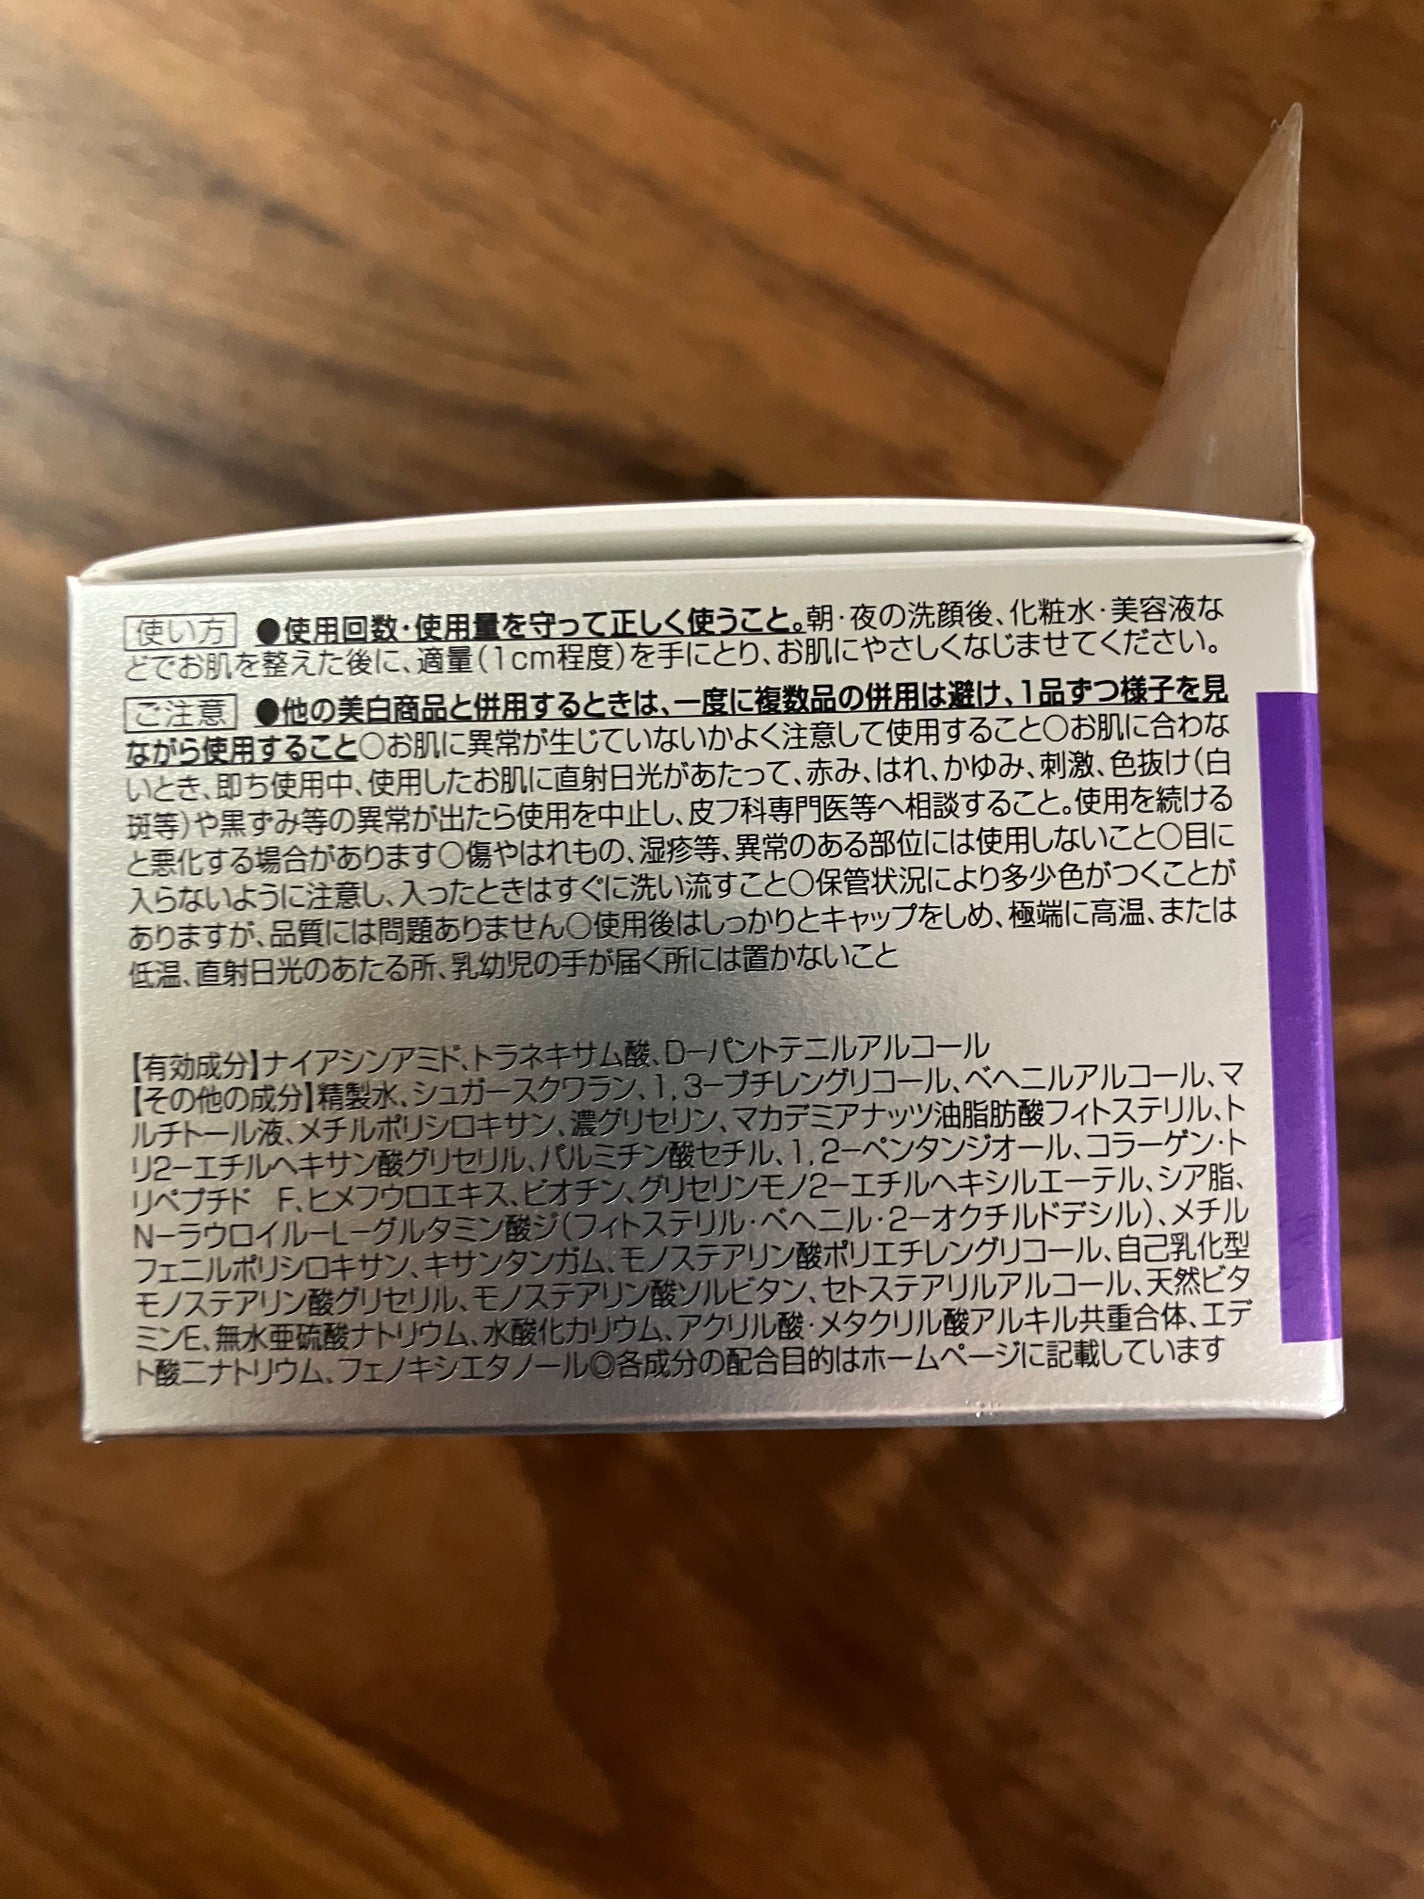 使い方 ●使用回数・使用量を守って正しく使うこと。朝・夜の洗顔後、化粧水・美容液な
どでお肌を整えた後に、適量(1cm程度)を手にとり、お肌にやさしくなじませてください。
ご注意 ●他の美白商品と併用するときは、一度に複数品の併用は避け、1品ずつ様子を見
ながら使用すること○お肌に異常が生じていないかよく注意して使用すること○お肌に合わな
いとき、即ち使用中、使用したお肌に直射日光があたって、赤み、はれ、かゆみ、刺激、色抜け(白
斑等)や黒ずみ等の異常が出たら使用を中止し、皮フ科専門医等へ相談すること。使用を続ける
と悪化する場合があります○傷やはれもの、湿疹等、異常のある部位には使用しないこと○目に
入らないように注意し、入ったときはすぐに洗い流すこと○保管状況により多少色がつくことが
ありますが、品質には問題ありません○使用後はしっかりとキャップをしめ、極端に高温、または
低温、直射日光のあたる所、乳幼児の手が届く所には置かないこと
【有効成分】ナイアシンアミド、トラネキサム酸、D-パントテニルアルコール
【その他の成分】精製水、シュガースクワラン、1,3-ブチレングリコール、ベヘニルアルコール、マ
ルチトール液、メチルポリシロキサン、濃グリセリン、マカデミアナッツ油脂肪酸フィトステリル、ト
リ2-エチルヘキサン酸グリセリル、パルミチン酸セチル、1,2-ペンタンジオール、コラーゲン・ト
リペプチド F、ヒメフウロエキス、ビオチン、グリセリンモノ2-エチルヘキシルエーテル、シア脂、
N-ラウロイル-L-グルタミン酸ジ(フィトステリル・ベヘニル・2-オクチルドデシル)、メチル
フェニルポリシロキサン、キサンタンガム、モノステアリン酸ポリエチレングリコール、自己乳化型
モノステアリン酸グリセリル、モノステアリン酸ソルビタン、セトステアリルアルコール、天然ビタ
ミンE、無水亜硫酸ナトリウム、水酸化カリウム、アクリル酸・メタクリル酸アルキル共重合体、エデ
ト酸二ナトリウム、フェノキシエタノール◎各成分の配合目的はホームページに記載しています